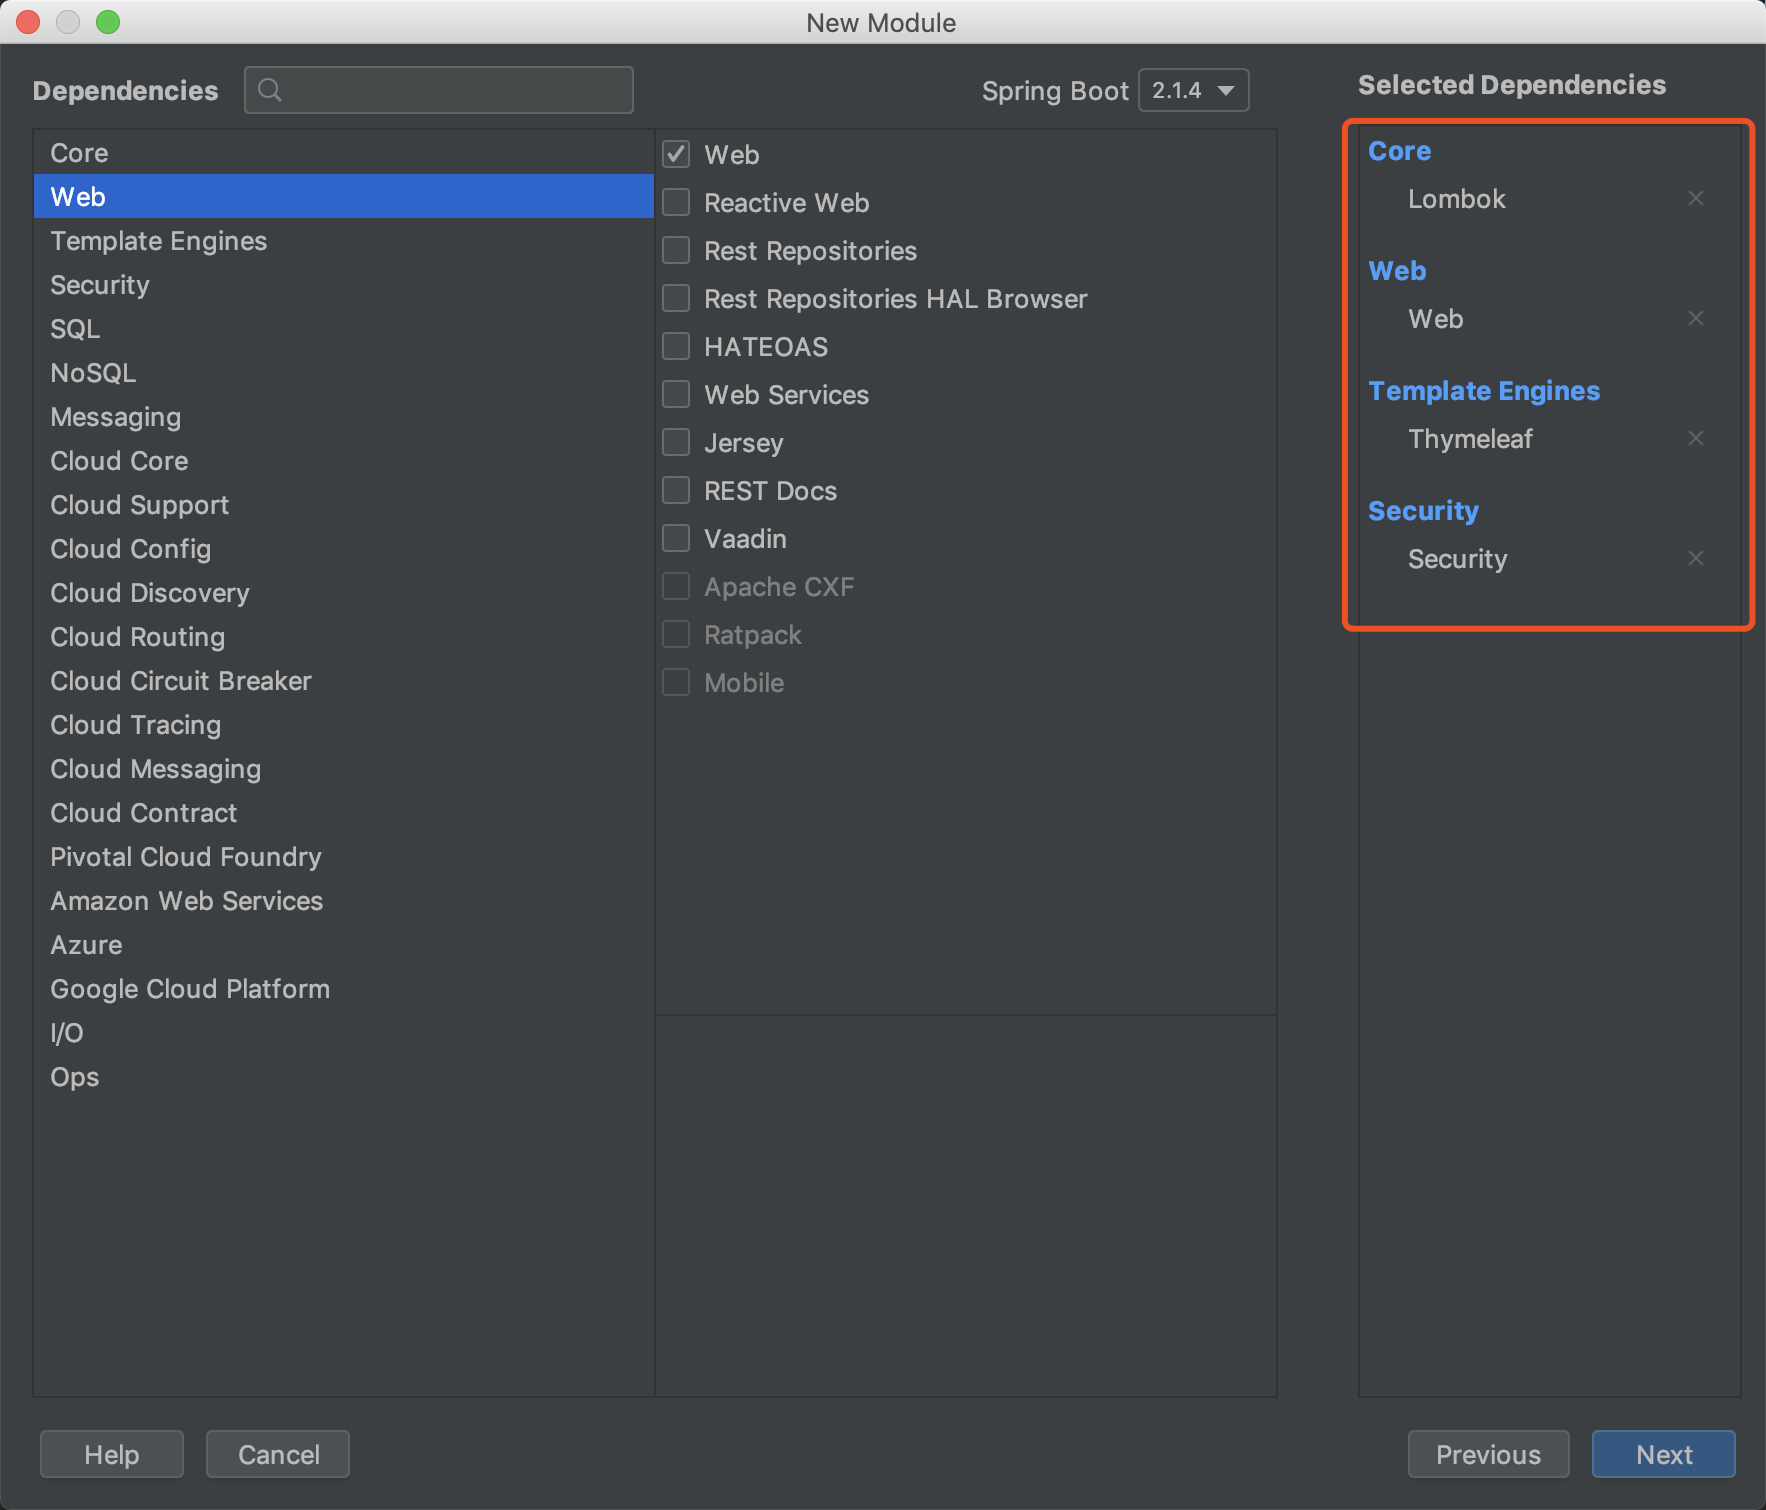 New Module
Dependencies
Spring Boot 2.1.4
Selected Dependencies
Core
Web
Template Engines
Security
SQL
NoSQL
Messaging
Cloud Core
Cloud Support
Cloud Config
Cloud Discovery
Cloud Routing
Cloud Circuit Breaker
Cloud Tracing
Cloud Messaging
Cloud Contract
Pivotal Cloud Foundry
Amazon Web Services
Azure
Google Cloud Platform
I/O
Ops
Web
Reactive Web
Rest Repositories
Rest Repositories HAL Browser
HATEOAS
Web Services
Jersey
REST Docs
Vaadin
Apache CXF
Ratpack
Mobile
Core
Lombok
Web
Web
Template Engines
Thymeleaf
Security
Security
Help
Cancel
Previous
Next